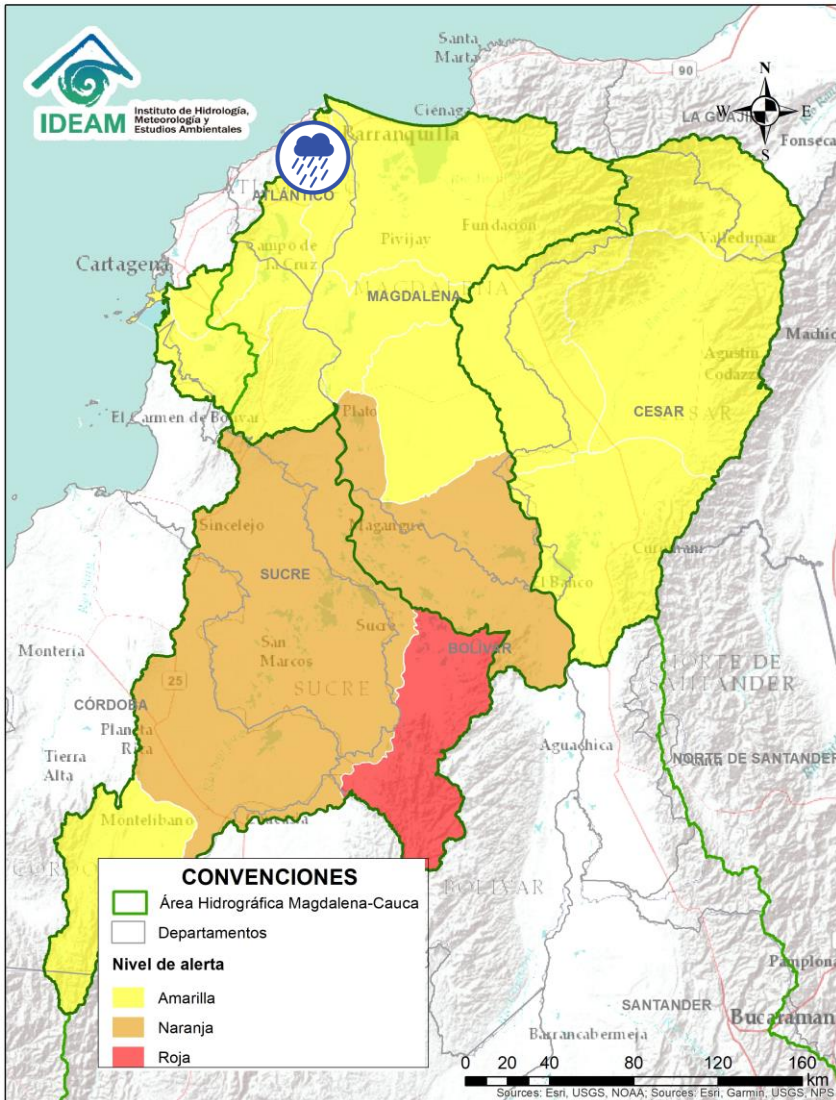 IDEAM
Instituto de Hidrología,
Meteorología y
Estudios Ambientales
Santa
Marta
90
N
W
E
S
LA GUAJIR
Ciénaga
Barranquilla
Fonseca
ATLÁNTICO
Fundación
Valledupar
Campo de
la Cruz
Pivijay
Cartagena
MAGDALENA
MAGDALENA
Agustín
Codazzi
CESAR
El Carmen de Bolívar
Plato
Sincelejo
Magangue
SUCRE
El Banco
Sucre
BOLÍVAR
Montería
San
Marcos
SUCRE
NORTE DE
SANTANDER
25
CÓRDOBA
Planeta
Rica
Tierra
Alta
Aguachica
NORTE DE SANTANDER
Montelíbano
BOLÍVAR
CONVENCIONES
Área Hidrográfica Magdalena-Cauca
Departamentos
Nivel de alerta
Amarilla
Naranja
Roja
Pamplona
SANTANDER
Bucaraman
Barrancabermeja
0 20 40 80 120 160
km
Sources: Esri, USGS, NOAA; Sources: Esri, Garmin, USGS, NPS